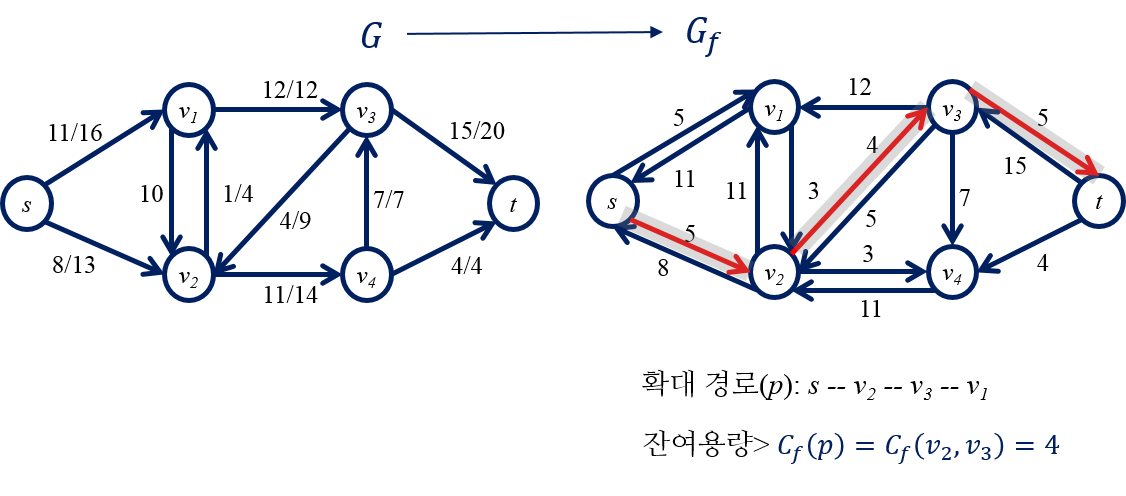 G G_f
12/12
v_1 v_3
11/16 15/20
s 10 1/4 4/9 7/7 t
8/13 4/4
v_2 v_4
11/14
12
v_1 v_3
5 4 5
11 15
s 11 3 5 7 t
5 3 4
8
v_2 v_4
11
확대 경로(p): s -- v_2 -- v_3 -- v_1
잔여용량> C_f(p) = C_f(v_2, v_3) = 4